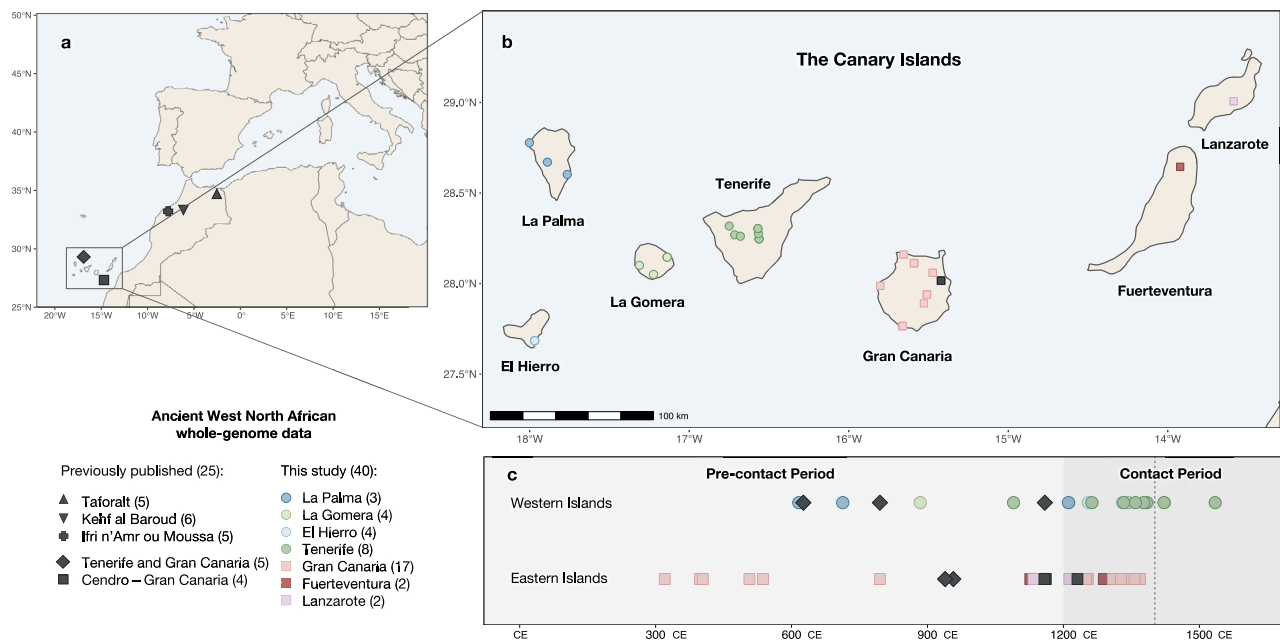 a
50°N
45°N
40°N
35°N
30°N
25°N
20°W
15°W
10°W
5°W
0°
5°E
10°E
15°E
b
The Canary Islands
29.0°N
28.5°N
28.0°N
27.5°N
Lanzarote
Tenerife
La Palma
La Gomera
Fuerteventura
Gran Canaria
El Hierro
100 km
18°W
17°W
16°W
15°W
14°W
Ancient West North African
whole-genome data
Previously published (25):
Taforalt (5)
Kehf al Baroud (6)
Ifri n'Amr ou Moussa (5)
Tenerife and Gran Canaria (5)
Cendro – Gran Canaria (4)
This study (40):
La Palma (3)
La Gomera (4)
El Hierro (4)
Tenerife (8)
Gran Canaria (17)
Fuerteventura (2)
Lanzarote (2)
c
Pre-contact Period
Contact Period
Western Islands
Eastern Islands
CE
300 CE
600 CE
900 CE
1200 CE
1500 CE